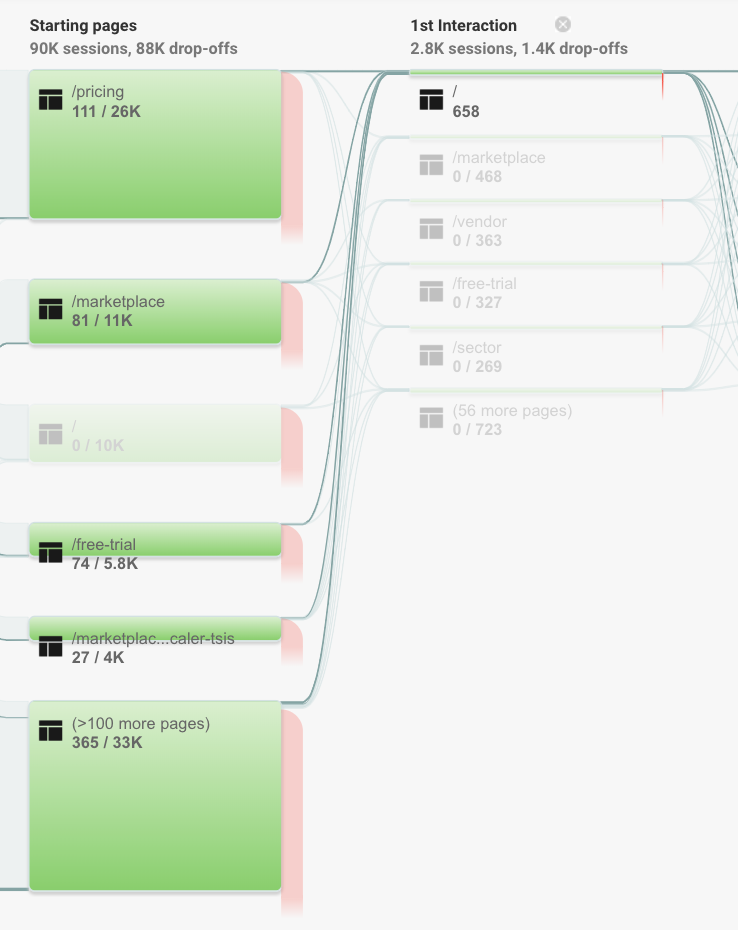 Starting pages
90K sessions, 88K drop-offs
/pricing
111 / 26K
/marketplace
81 / 11K
/
0 / 10K
/free-trial
74 / 5.8K
/marketplac...caler-tsis
27 / 4K
(>100 more pages)
365 / 33K
1st Interaction
2.8K sessions, 1.4K drop-offs
/
658
/marketplace
0 / 468
/vendor
0 / 363
/free-trial
0 / 327
/sector
0 / 269
(56 more pages)
0 / 723